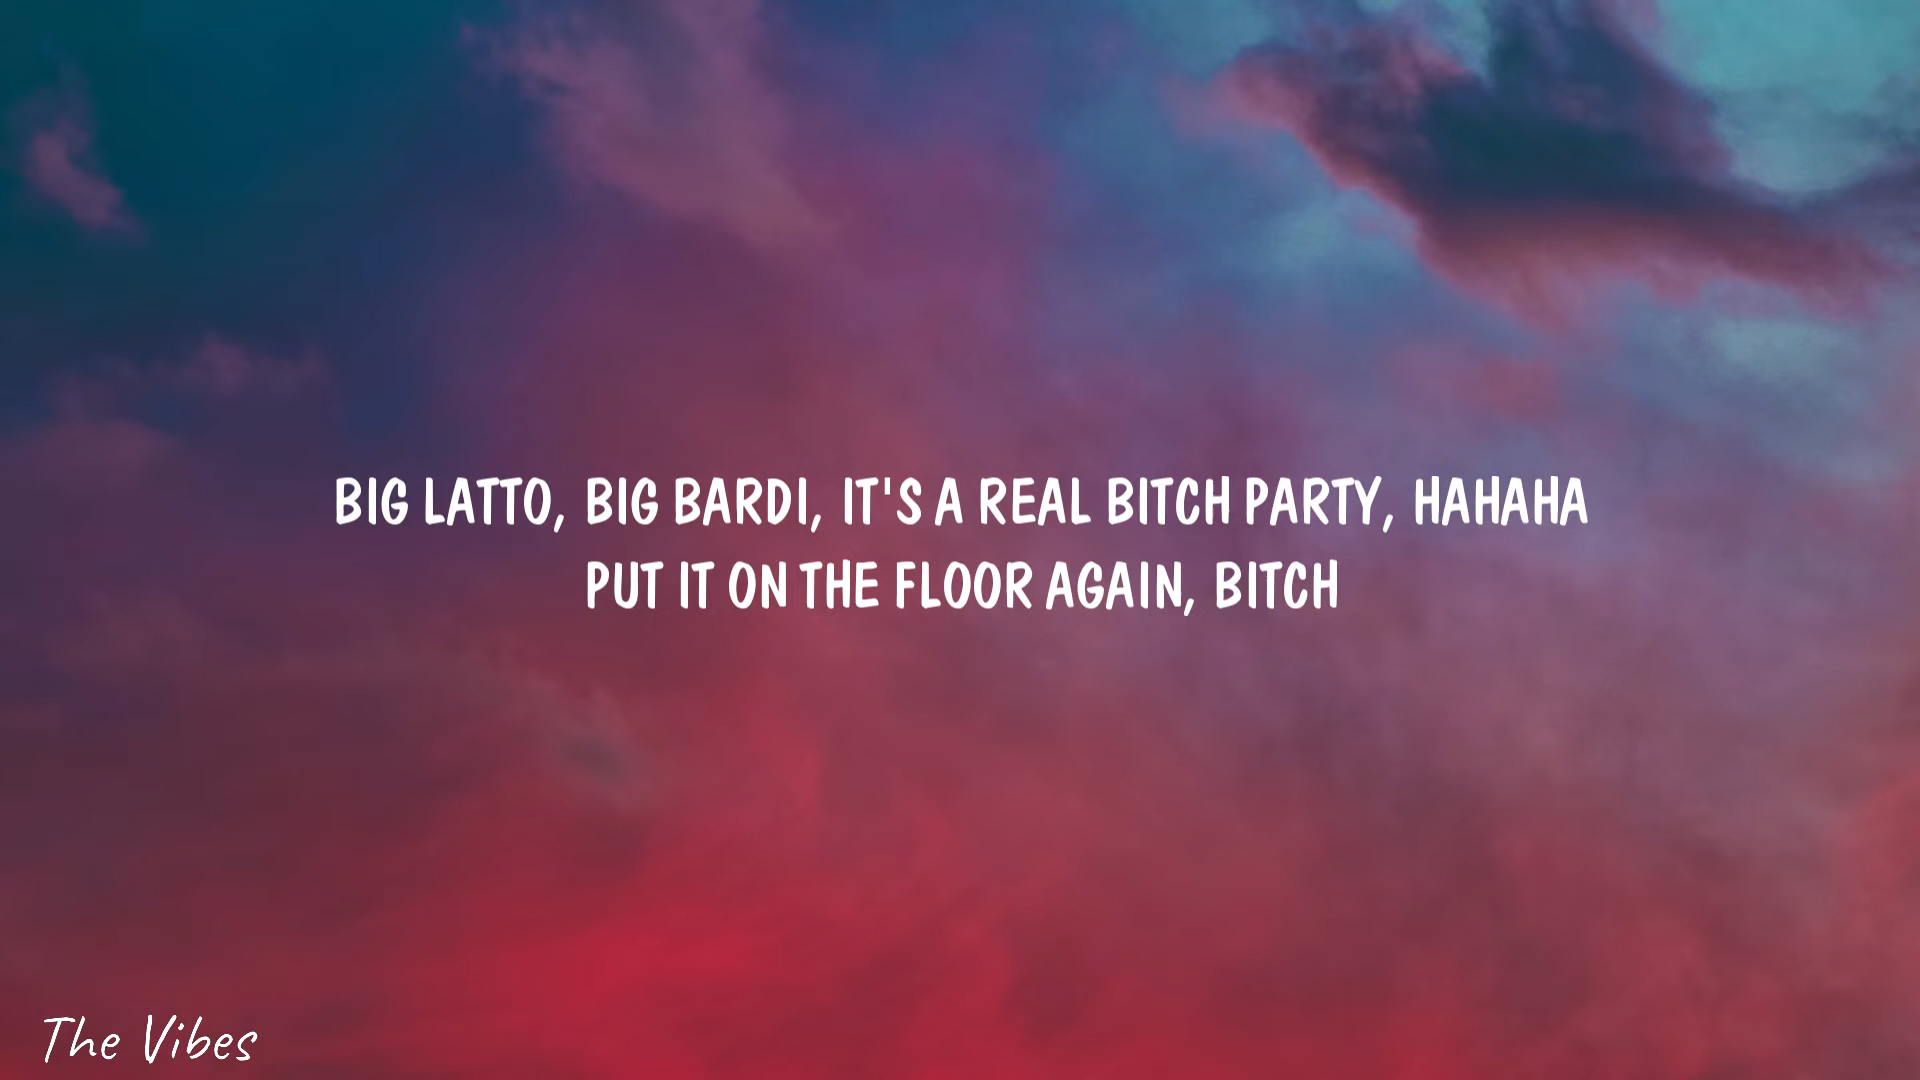 BIG LATTO, BIG BARDI, IT'S A REAL BITCH PARTY, HAHAHA
PUT IT ON THE FLOOR AGAIN, BITCH
The Vibes